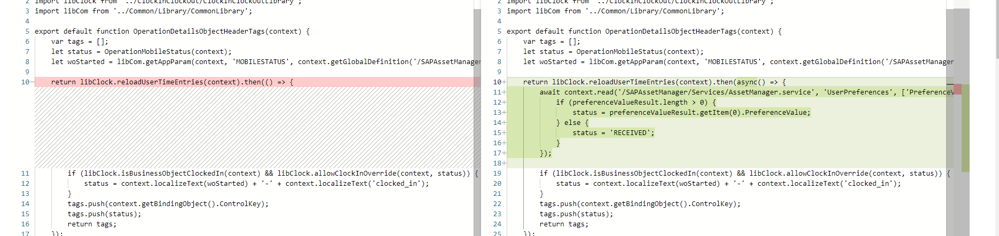 2 import libClock from '../ClockInClockOut/ClockInClockOutLibrary';
3 import libCom from '../Common/Library/CommonLibrary';
4
5 export default function OperationDetailsObjectHeaderTags(context) {
6 var tags = [];
7 let status = OperationMobileStatus(context);
8 let woStarted = libCom.getAppParam(context, 'MOBILESTATUS', context.getGlobalDefinition('/SAPAssetManager
9
10- return libClock.reloadUserTimeEntries(context).then(() => {
11 if (libClock.isBusinessObjectClockedIn(context) && libClock.allowClockInOverride(context, status)) {
12 status = context.localizeText(woStarted) + '-' + context.localizeText('clocked_in');
13 }
14 tags.push(context.getBindingObject().ControlKey);
15 tags.push(status);
16 return tags;
17 });
2 import libClock from '../ClockInClockOut/ClockInClockOutLibrary';
3 import libCom from '../Common/Library/CommonLibrary';
4
5 export default function OperationDetailsObjectHeaderTags(context) {
6 var tags = [];
7 let status = OperationMobileStatus(context);
8 let woStarted = libCom.getAppParam(context, 'MOBILESTATUS', context.getGlobalDefinition('/SAPAssetManager
9
10+ return libClock.reloadUserTimeEntries(context).then(async() => {
11+ await context.read('/SAPAssetManager/Services/AssetManager.service', 'UserPreferences', ['PreferenceV
12+ if (preferenceValueResult.length > 0) {
13+ status = preferenceValueResult.getItem(0).PreferenceValue;
14+ } else {
15+ status = 'RECEIVED';
16+ }
17+ });
18+
19 if (libClock.isBusinessObjectClockedIn(context) && libClock.allowClockInOverride(context, status)) {
20 status = context.localizeText(woStarted) + '-' + context.localizeText('clocked_in');
21 }
22 tags.push(context.getBindingObject().ControlKey);
23 tags.push(status);
24 return tags;
25 });